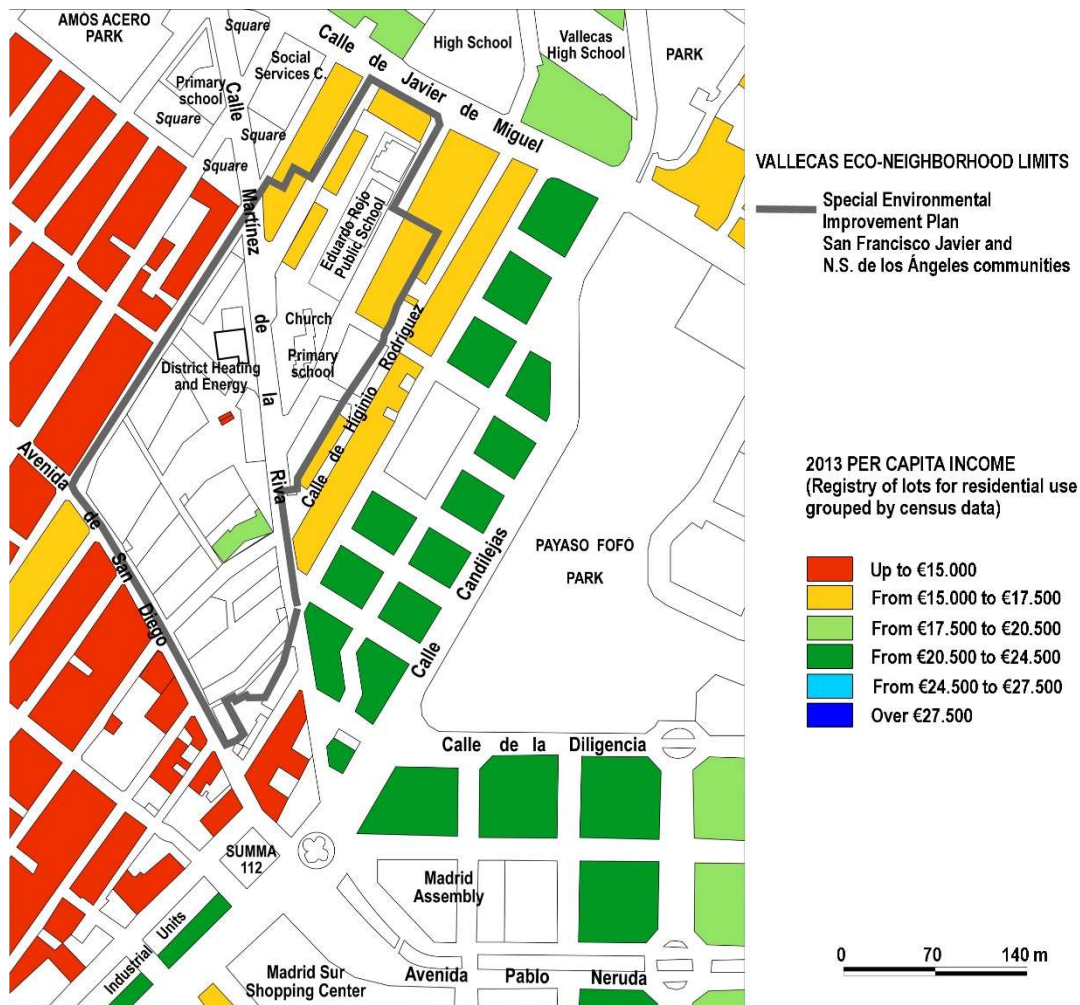 AMÓS ACERO
PARK
Square
Social
Services C.
Primary
school
Square
Square
Square
Calle
Martínez
de
la
Riva
Calle de Javier de Miguel
High School
Vallecas
High School
PARK
Eduardo Rojo
Public School
Church
Primary
school
District Heating
and Energy
Calle de Higinio Rodríguez
Avenida
de
San
Diego
Calle
Candilejas
PAYASO FOFÓ
PARK
Calle de la Diligencia
SUMMA
112
Madrid
Assembly
Industrial Units
Madrid Sur
Shopping Center
Avenida Pablo Neruda
VALLECAS ECO-NEIGHBORHOOD LIMITS
Special Environmental
Improvement Plan
San Francisco Javier and
N.S. de los Ángeles communities
2013 PER CAPITA INCOME
(Registry of lots for residential use
grouped by census data)
Up to €15.000
From €15.000 to €17.500
From €17.500 to €20.500
From €20.500 to €24.500
From €24.500 to €27.500
Over €27.500
0 70 140 m